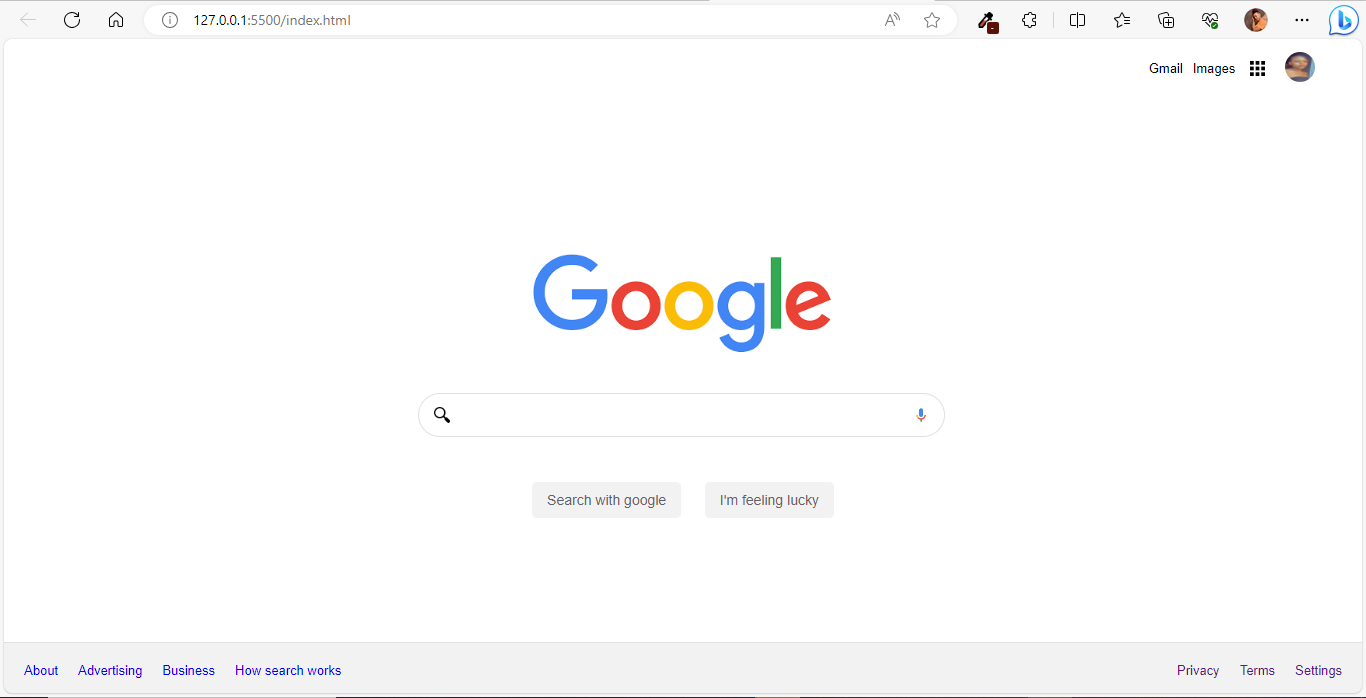 127.0.0.1:5500/index.html
Gmail Images
Google
Search with google I'm feeling lucky
About Advertising Business How search works Privacy Terms Settings